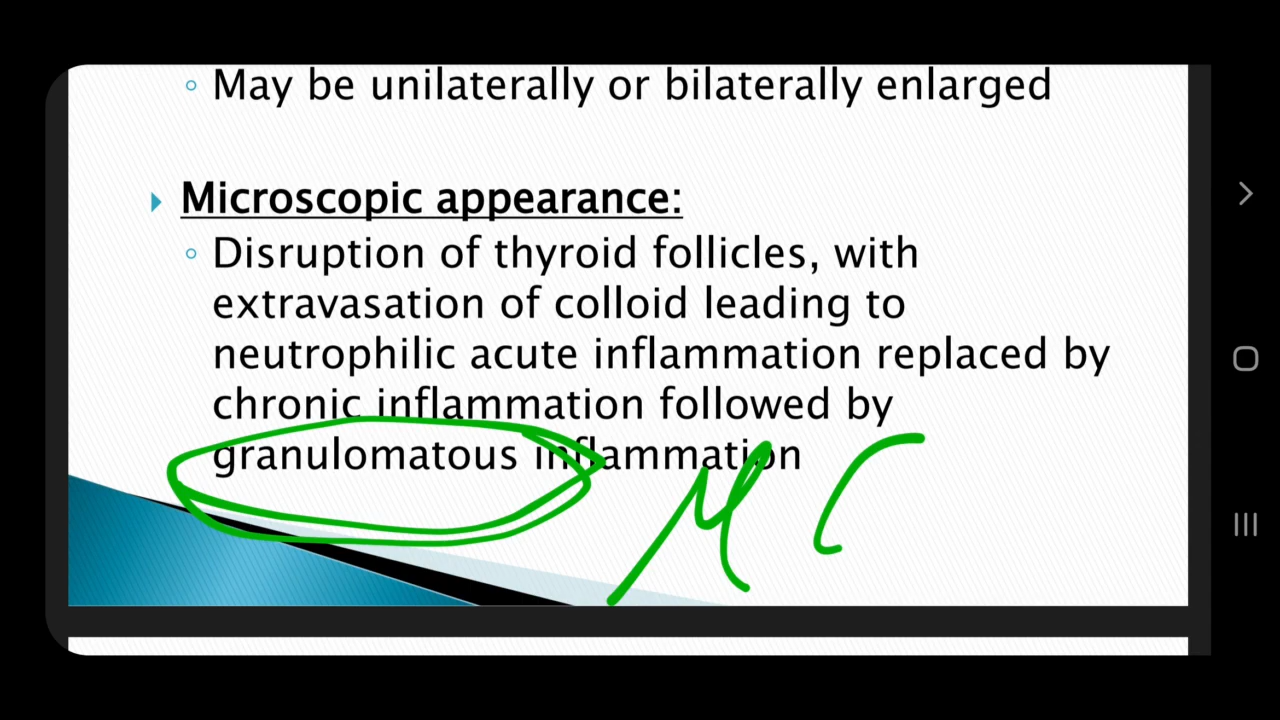 May be unilaterally or bilaterally enlarged
Microscopic appearance:
Disruption of thyroid follicles, with
extravasation of colloid leading to
neutrophilic acute inflammation replaced by
chronic inflammation followed by
granulomatous inflammation
M C